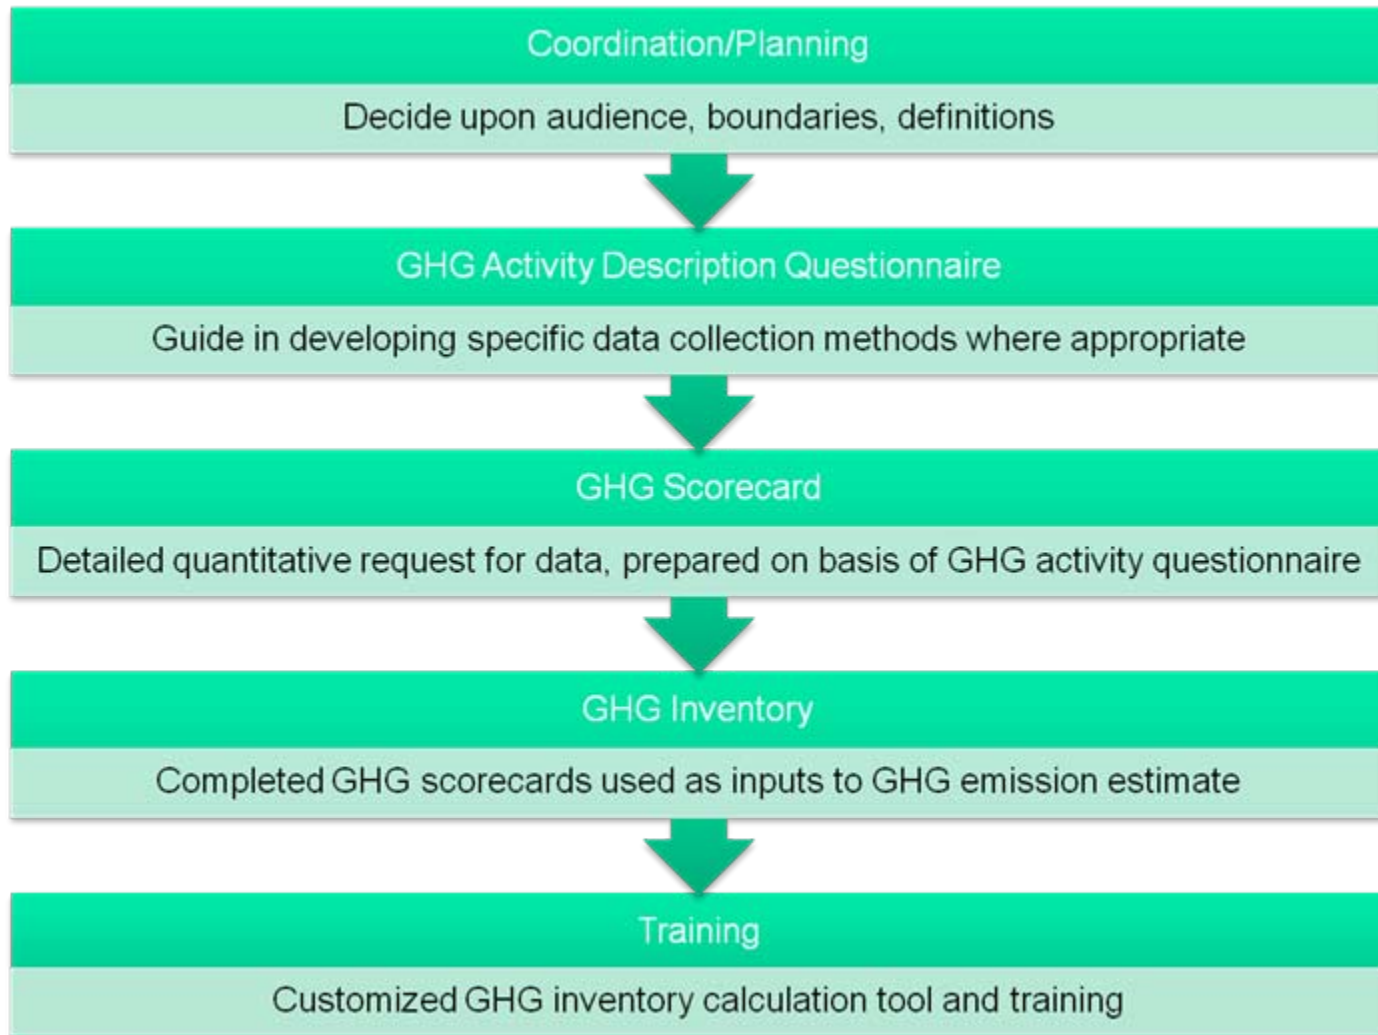 Coordination/Planning
Decide upon audience, boundaries, definitions
GHG Activity Description Questionnaire
Guide in developing specific data collection methods where appropriate
GHG Scorecard
Detailed quantitative request for data, prepared on basis of GHG activity questionnaire
GHG Inventory
Completed GHG scorecards used as inputs to GHG emission estimate
Training
Customized GHG inventory calculation tool and training